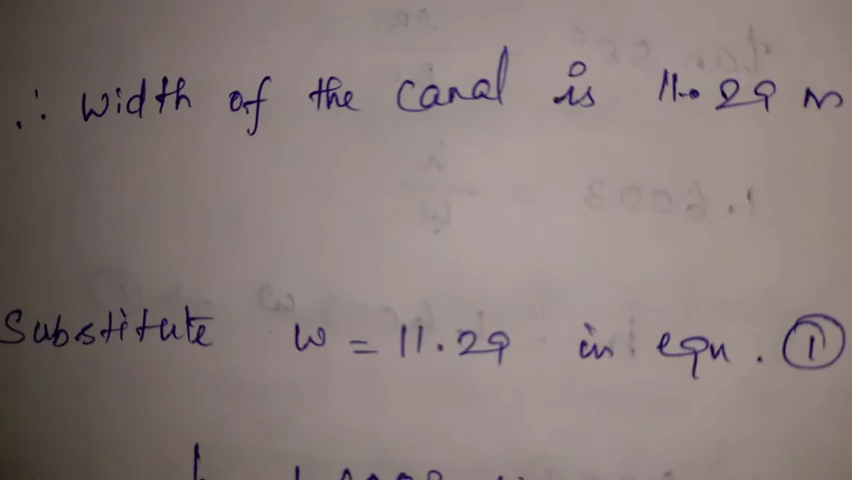 ∴ width of the canal is 11.29 m
Substitute w = 11.29 in eqn. ①